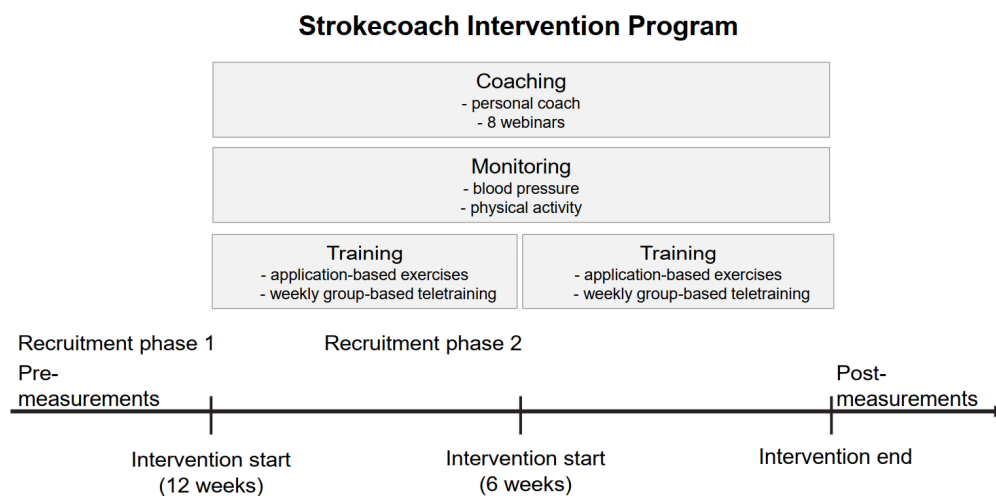 Strokecoach Intervention Program
Coaching
- personal coach
- 8 webinars
Monitoring
- blood pressure
- physical activity
Training
- application-based exercises
- weekly group-based teletraining
Training
- application-based exercises
- weekly group-based teletraining
Recruitment phase 1
Recruitment phase 2
Pre-
measurements
Post-
measurements
Intervention start
(12 weeks)
Intervention start
(6 weeks)
Intervention end